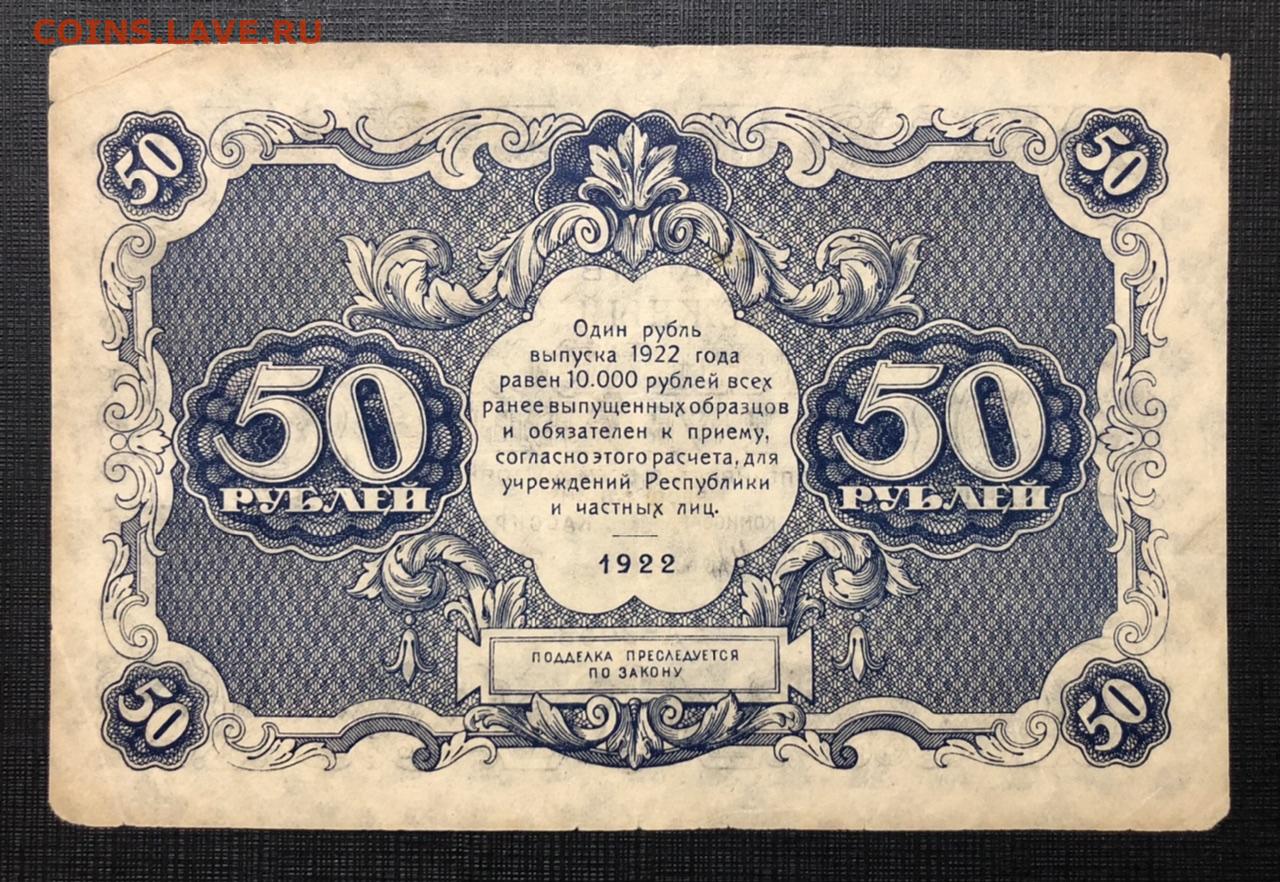 COINS.LAVE.RU
50
50
Один рубль
выпуска 1922 года
равен 10.000 рублей всех
ранее выпущенных образцов
и обязателен к приему,
согласно этого расчета, для
учреждений Республики
и частных лиц.
1922
50
РУБЛЕЙ
50
РУБЛЕЙ
ПОДДЕЛКА ПРЕСЛЕДУЕТСЯ
ПО ЗАКОНУ
50
50